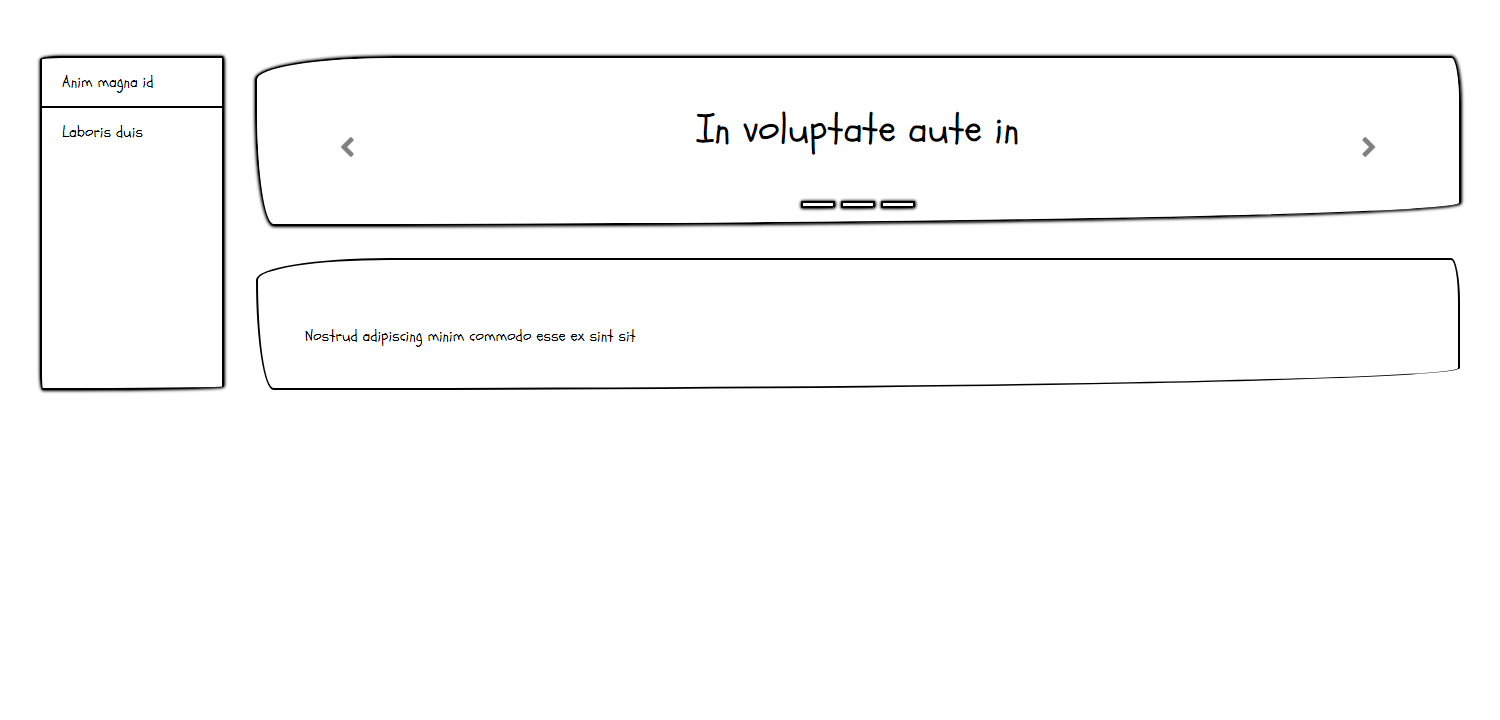 Anim magna id
Laboris duis
In voluptate aute in
Nostrud adipiscing minim commodo esse ex sint sit